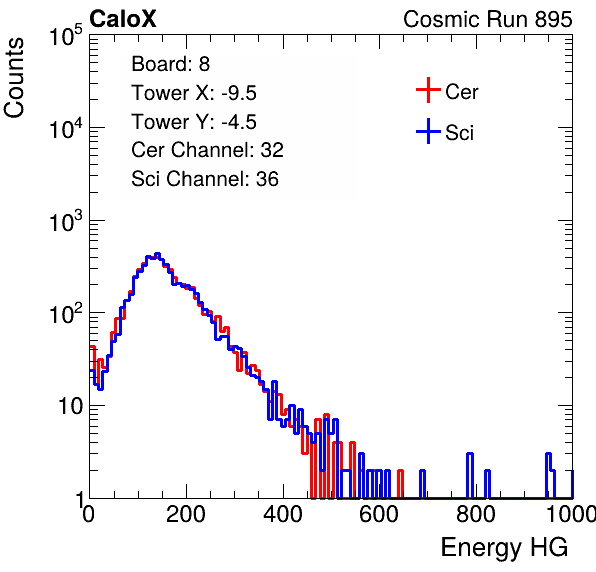 CaloX Cosmic Run 895
Counts
10^5
10^4
10^3
10^2
10
1
Board: 8
Tower X: -9.5
Tower Y: -4.5
Cer Channel: 32
Sci Channel: 36
Cer
Sci
0 200 400 600 800 1000
Energy HG